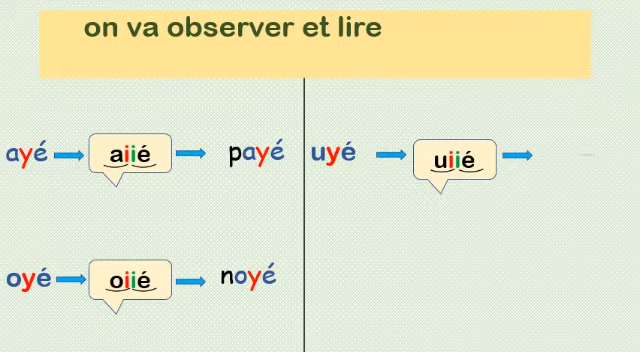 on va observer et lire
ayé aiié payé
uyé uiié
oyé oiié noyé